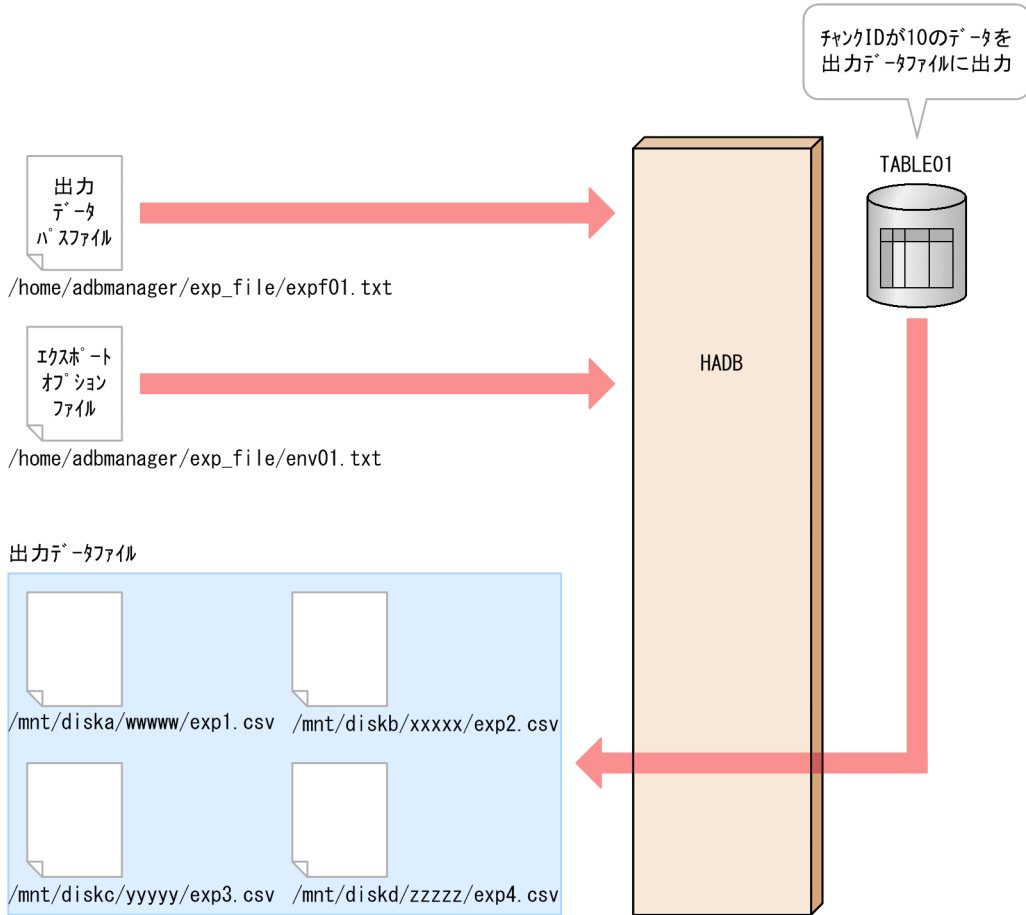 ﾁｬﾝｸIDが10のﾃﾞｰﾀを
出力ﾃﾞｰﾀﾌｧｲﾙに出力
TABLE01
出力
ﾃﾞｰﾀ
ﾊﾟｽﾌｧｲﾙ
/home/adbmanager/exp_file/expf01.txt
ｴｸｽﾎﾟｰﾄ
ｵﾌﾟｼｮﾝ
ﾌｧｲﾙ
/home/adbmanager/exp_file/env01.txt
HADB
出力ﾃﾞｰﾀﾌｧｲﾙ
/mnt/diska/wwwww/exp1.csv
/mnt/diskb/xxxxx/exp2.csv
/mnt/diskc/yyyyy/exp3.csv
/mnt/diskd/zzzzz/exp4.csv